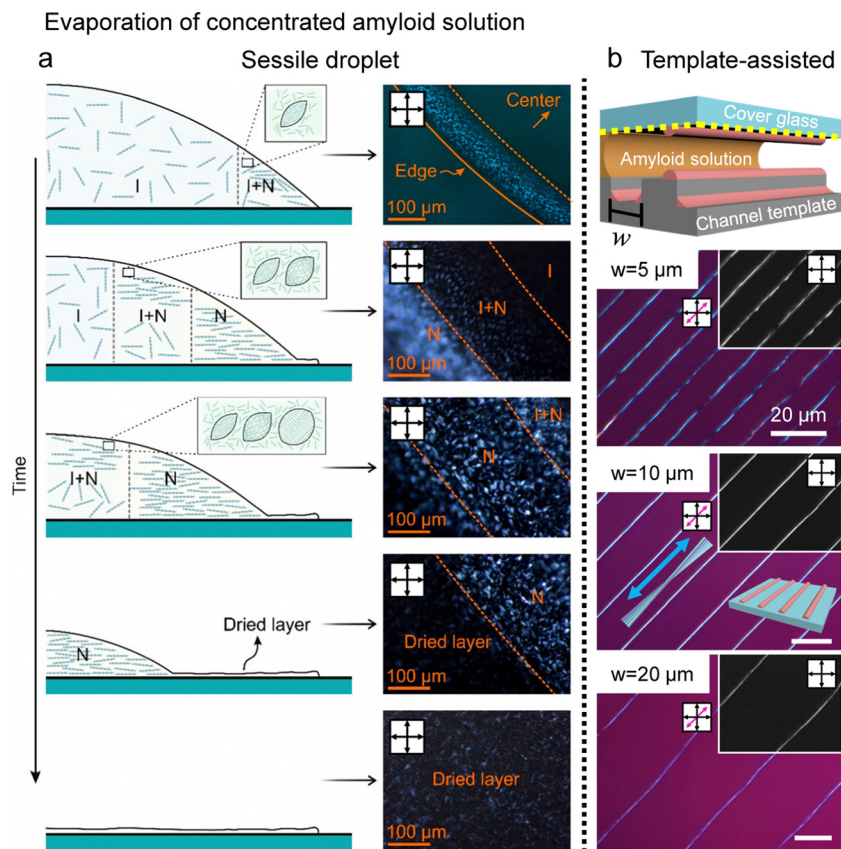 Evaporation of concentrated amyloid solution
a
Sessile droplet
Time
I
I+N
Center
Edge
100 µm
I
I+N
N
I
I+N
N
100 µm
I+N
N
I+N
N
100 µm
N
Dried layer
N
Dried layer
100 µm
Dried layer
100 µm
b
Template-assisted
Cover glass
Amyloid solution
Channel template
w
w=5 µm
20 µm
w=10 µm
w=20 µm